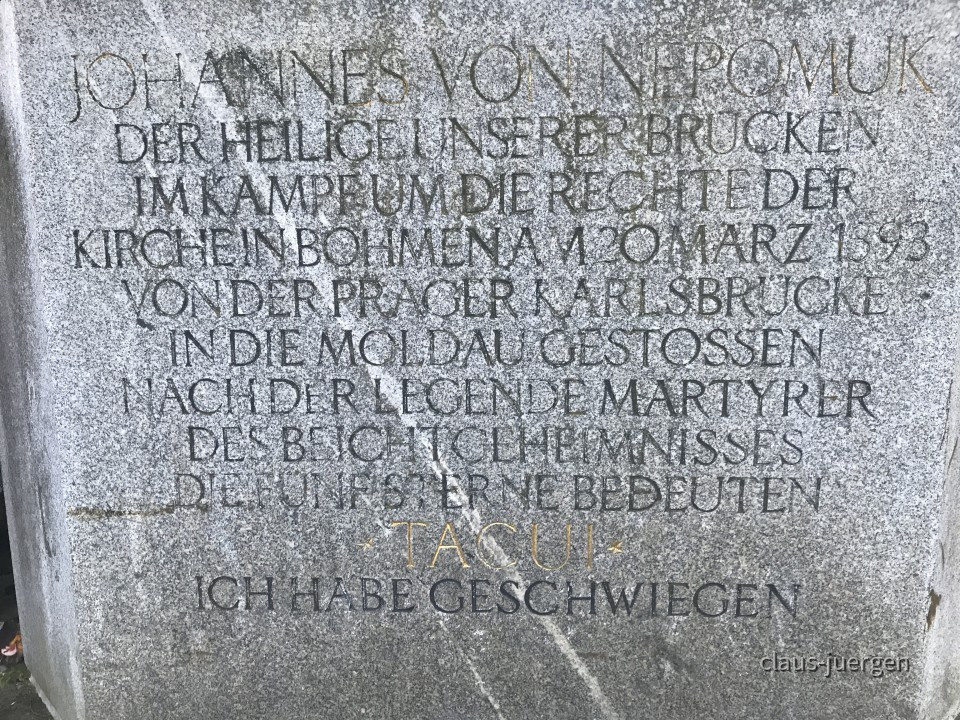 JOHANNES VON NEPOMUK
DER HEILIGE UNSERER BRÜCKEN
IM KAMPF UM DIE RECHTE DER
KIRCHE IN BÖHMEN AM 20 MÄRZ 1393
VON DER PRAGER KARLSBRÜCKE
IN DIE MOLDAU GESTOSSEN
NACH DER LEGENDE MÄRTYRER
DES BEICHTGEHEIMNISSES
DIE FÜNF STERNE BEDEUTEN
* TACUI *
ICH HABE GESCHWIEGEN
claus-juergen